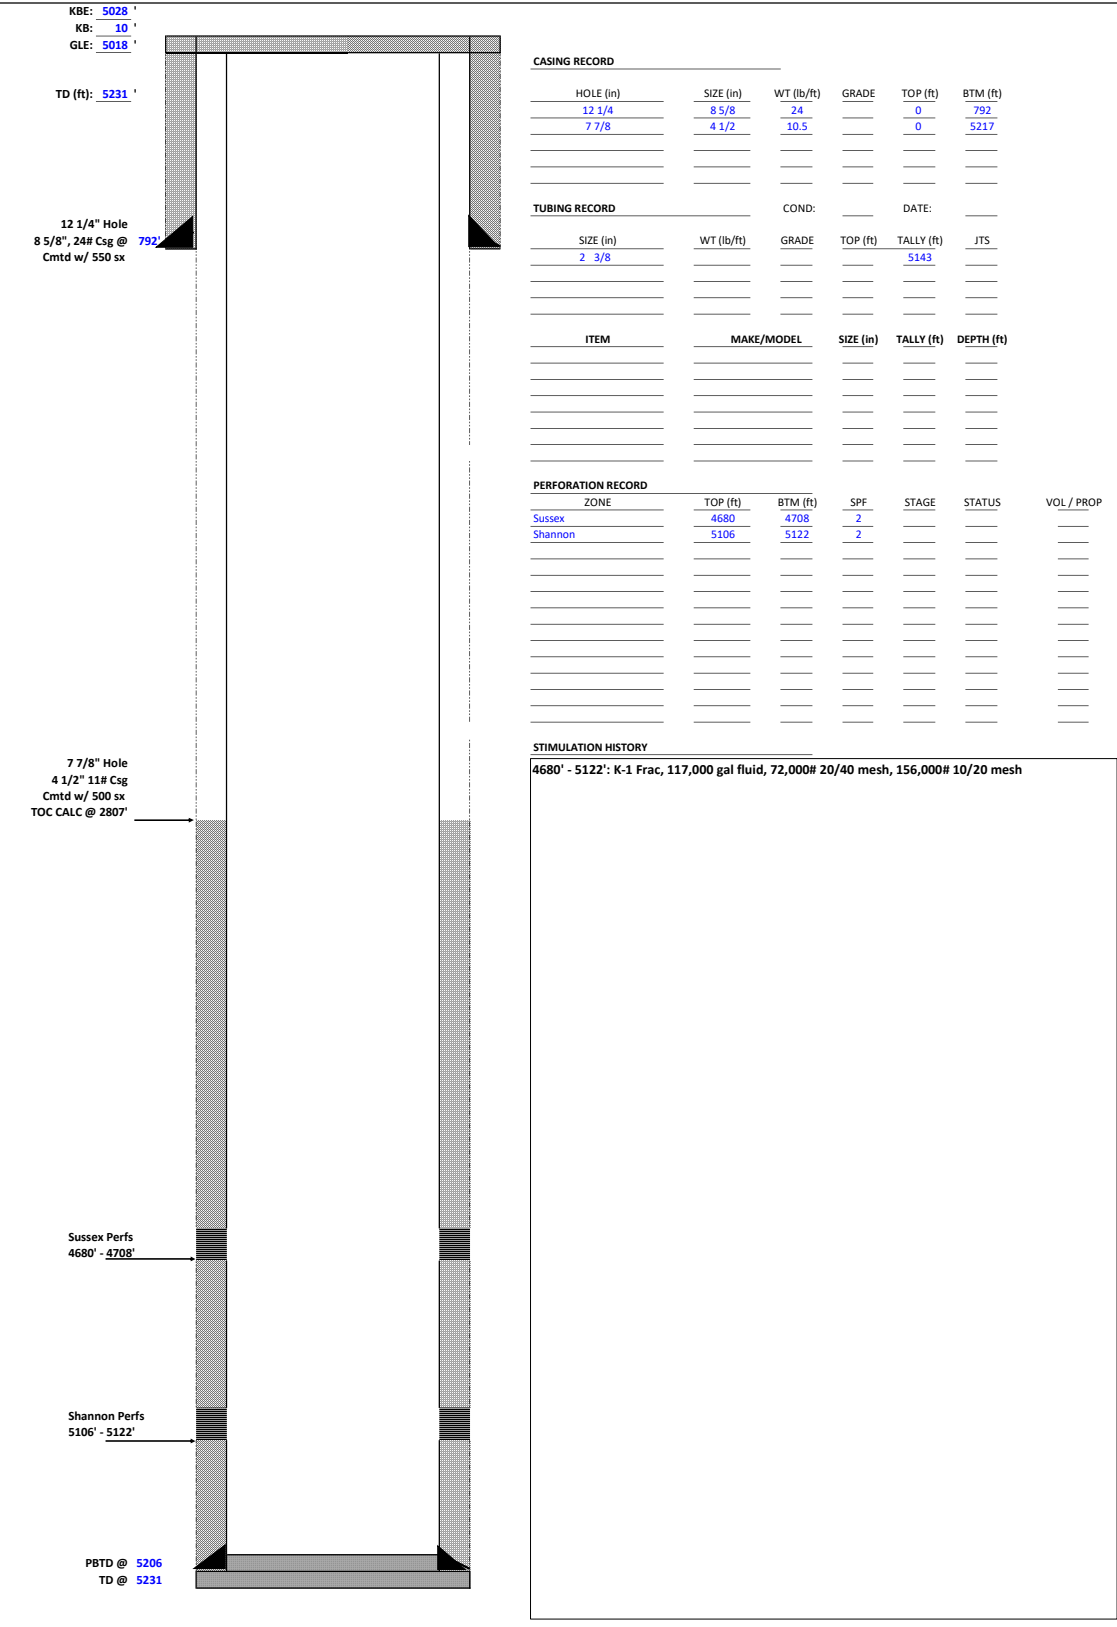 KBE: 5028 '
KB: 10 '
GLE: 5018 '
TD (ft): 5231 '
12 1/4" Hole
8 5/8", 24# Csg @ 792'
Cmtd w/ 550 sx
7 7/8" Hole
4 1/2" 11# Csg
Cmtd w/ 500 sx
TOC CALC @ 2807'
Sussex Perfs
4680' - 4708'
Shannon Perfs
5106' - 5122'
PBTD @ 5206
TD @ 5231
CASING RECORD
HOLE (in) SIZE (in) WT (lb/ft) GRADE TOP (ft) BTM (ft)
12 1/4 8 5/8 24 0 792
7 7/8 4 1/2 10.5 0 5217
TUBING RECORD COND: DATE:
SIZE (in) WT (lb/ft) GRADE TOP (ft) TALLY (ft) JTS
2 3/8 5143
ITEM MAKE/MODEL SIZE (in) TALLY (ft) DEPTH (ft)
PERFORATION RECORD
ZONE TOP (ft) BTM (ft) SPF STAGE STATUS VOL / PROP
Sussex 4680 4708 2
Shannon 5106 5122 2
STIMULATION HISTORY
4680' - 5122': K-1 Frac, 117,000 gal fluid, 72,000# 20/40 mesh, 156,000# 10/20 mesh